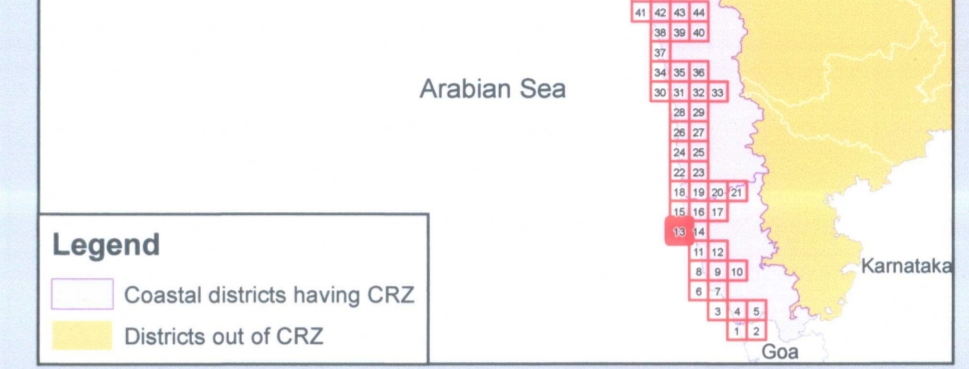 41 42 43 44
38 39 40
37
34 35 36
Arabian Sea
30 31 32 33
28 29
26 27
24 25
22 23
18 19 20 21
15 16 17
13 14
Legend
11 12
Karnataka
8 9 10
Coastal districts having CRZ
6 7
3 4 5
Districts out of CRZ
1 2
Goa